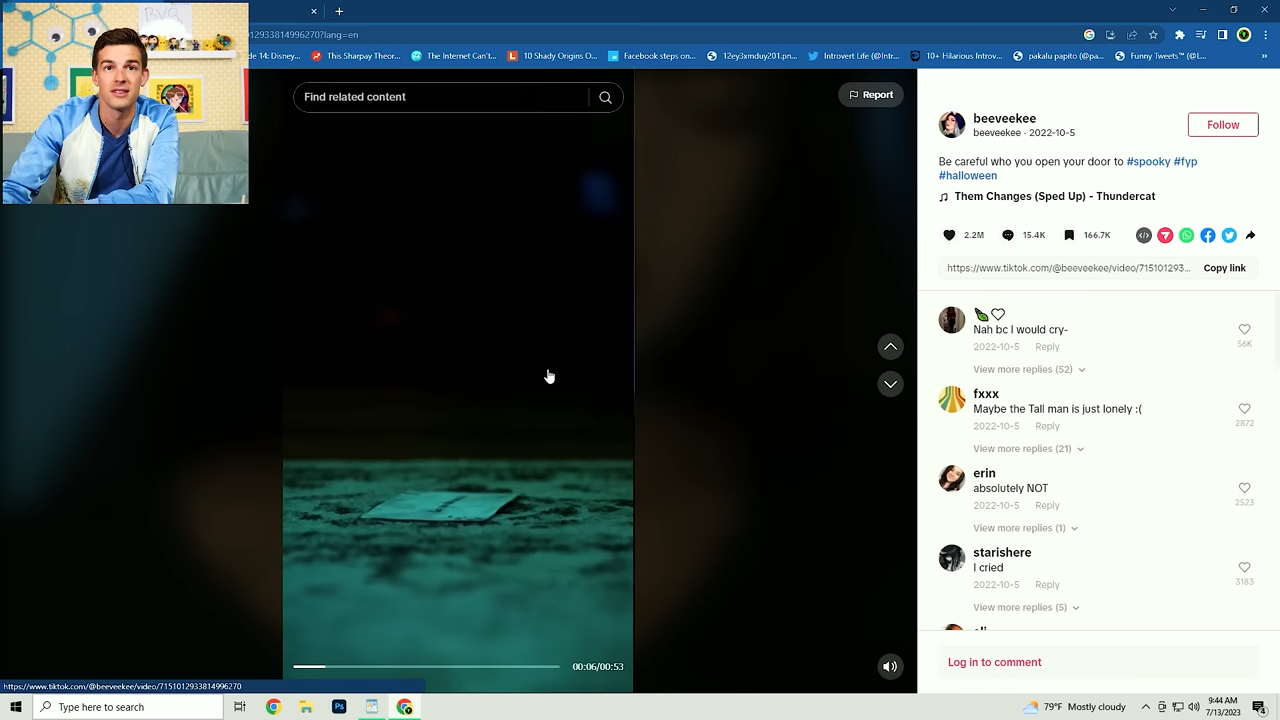 BVQ
12933814996270?lang=en
de 14: Disney...
This Sharpay Theor...
The Internet Can't...
10 Ways Life Is Diff...
Facebook steps on...
12ey3xmduy201.pn...
Introvert Life (@Intr...
10+ Hilarious Introv...
pakalu papito (@pa...
Funny Tweets™ (@L...
»
Find related content
Report
beeveekee
beeveekee · 2022-10-5
Follow
Be careful who you open your door to #spooky #fyp
#halloween
Them Changes (Sped Up) - Thundercat
2.2M
15.4K
166.7K
https://www.tiktok.com/@beeveekee/video/715101293...
Copy link
Nah bc I would cry-
56K
2022-10-5 Reply
View more replies (52)
fxxx
Maybe the Tall man is just lonely :(
2872
2022-10-5 Reply
View more replies (21)
erin
absolutely NOT
2523
2022-10-5 Reply
View more replies (1)
starishere
I cried
3183
2022-10-5 Reply
View more replies (5)
00:06/00:53
Log in to comment
https://www.tiktok.com/@beeveekee/video/7151012933814996270
Type here to search
Ps
79°F Mostly cloudy
9:44 AM
7/13/2023
4